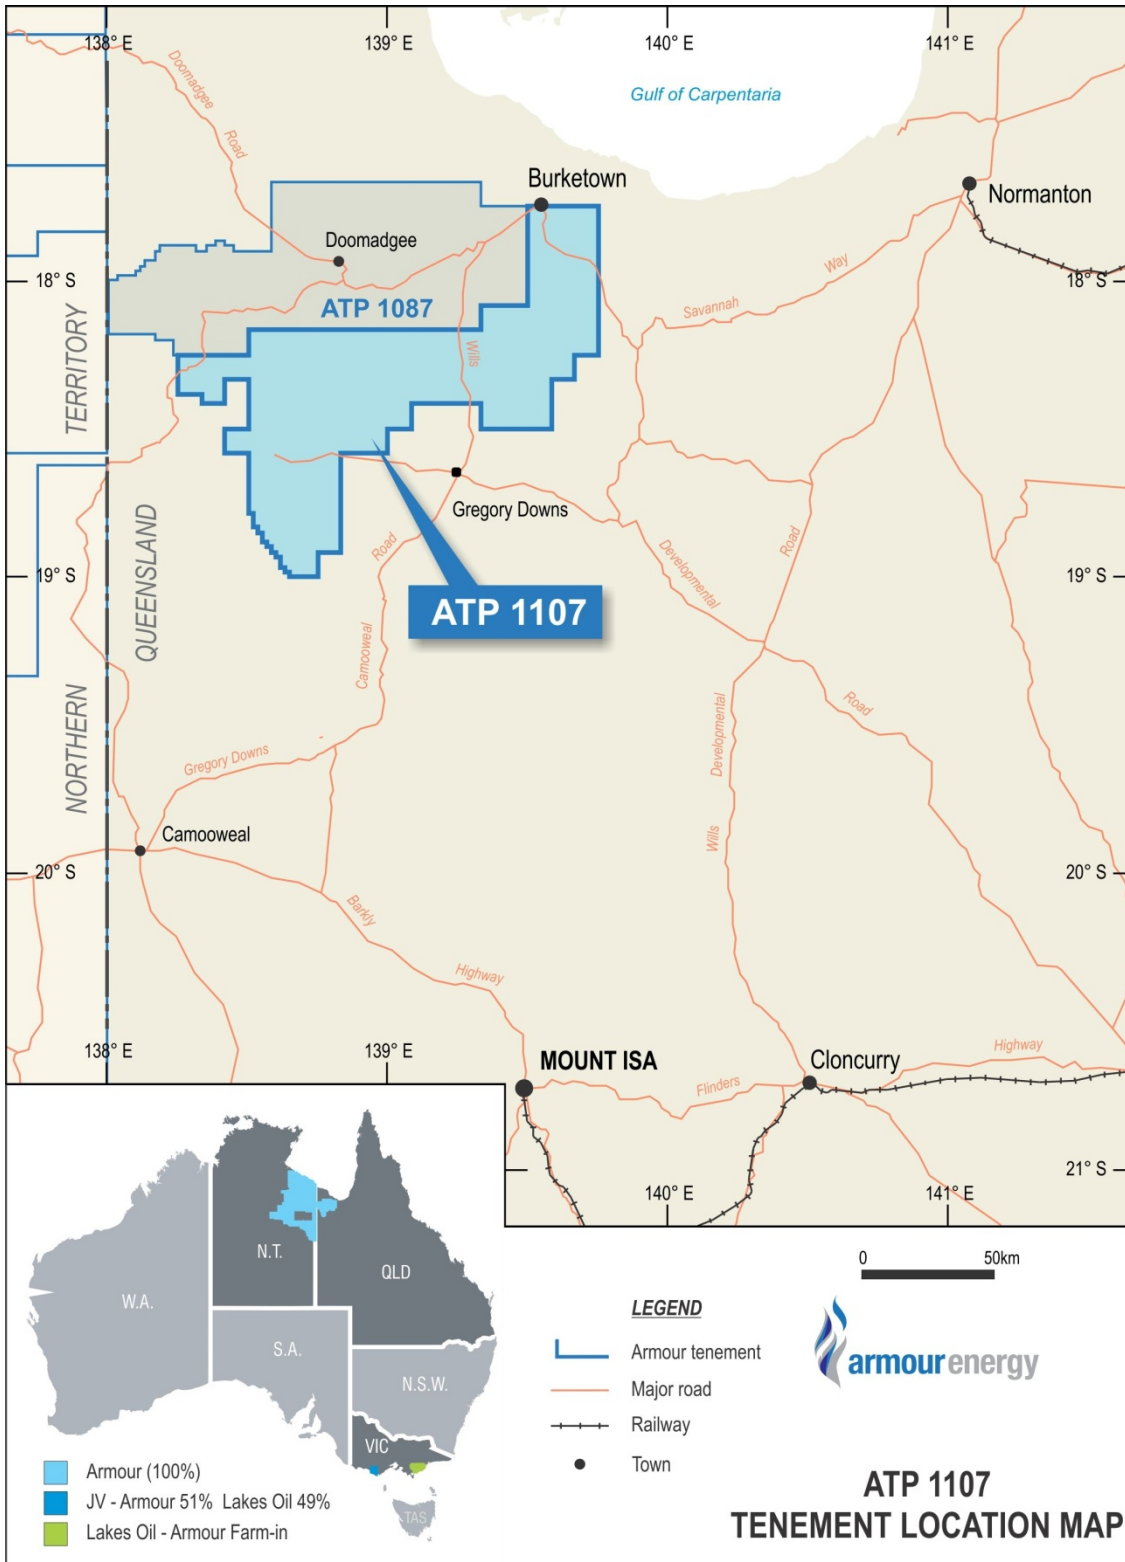 138° E
139° E
140° E
141° E
Gulf of Carpentaria
Doomadgee
Road
Burketown
Normanton
Doomadgee
18° S
18° S
ATP 1087
Way
Savannah
Wills
TERRITORY
QUEENSLAND
Gregory Downs
Road
Developmental
Road
19° S
19° S
ATP 1107
Camooweal
NORTHERN
Gregory Downs
Developmental
Road
Wills
Camooweal
20° S
20° S
Barkly
Highway
138° E
139° E
MOUNT ISA
Cloncurry
Highway
Flinders
21° S
140° E
141° E
W.A.
N.T.
QLD
S.A.
N.S.W.
VIC
TAS
Armour (100%)
JV - Armour 51% Lakes Oil 49%
Lakes Oil - Armour Farm-in
0 50km
LEGEND
Armour tenement
Major road
Railway
Town
armourenergy
ATP 1107
TENEMENT LOCATION MAP